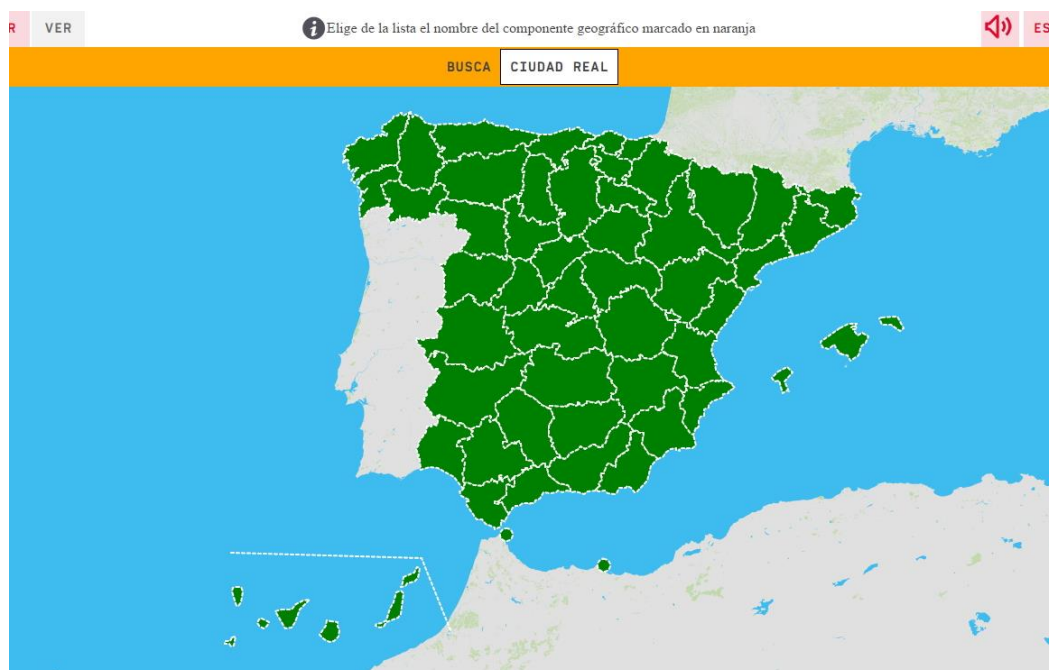 R VER
Elige de la lista el nombre del componente geográfico marcado en naranja
ES
BUSCA CIUDAD REAL